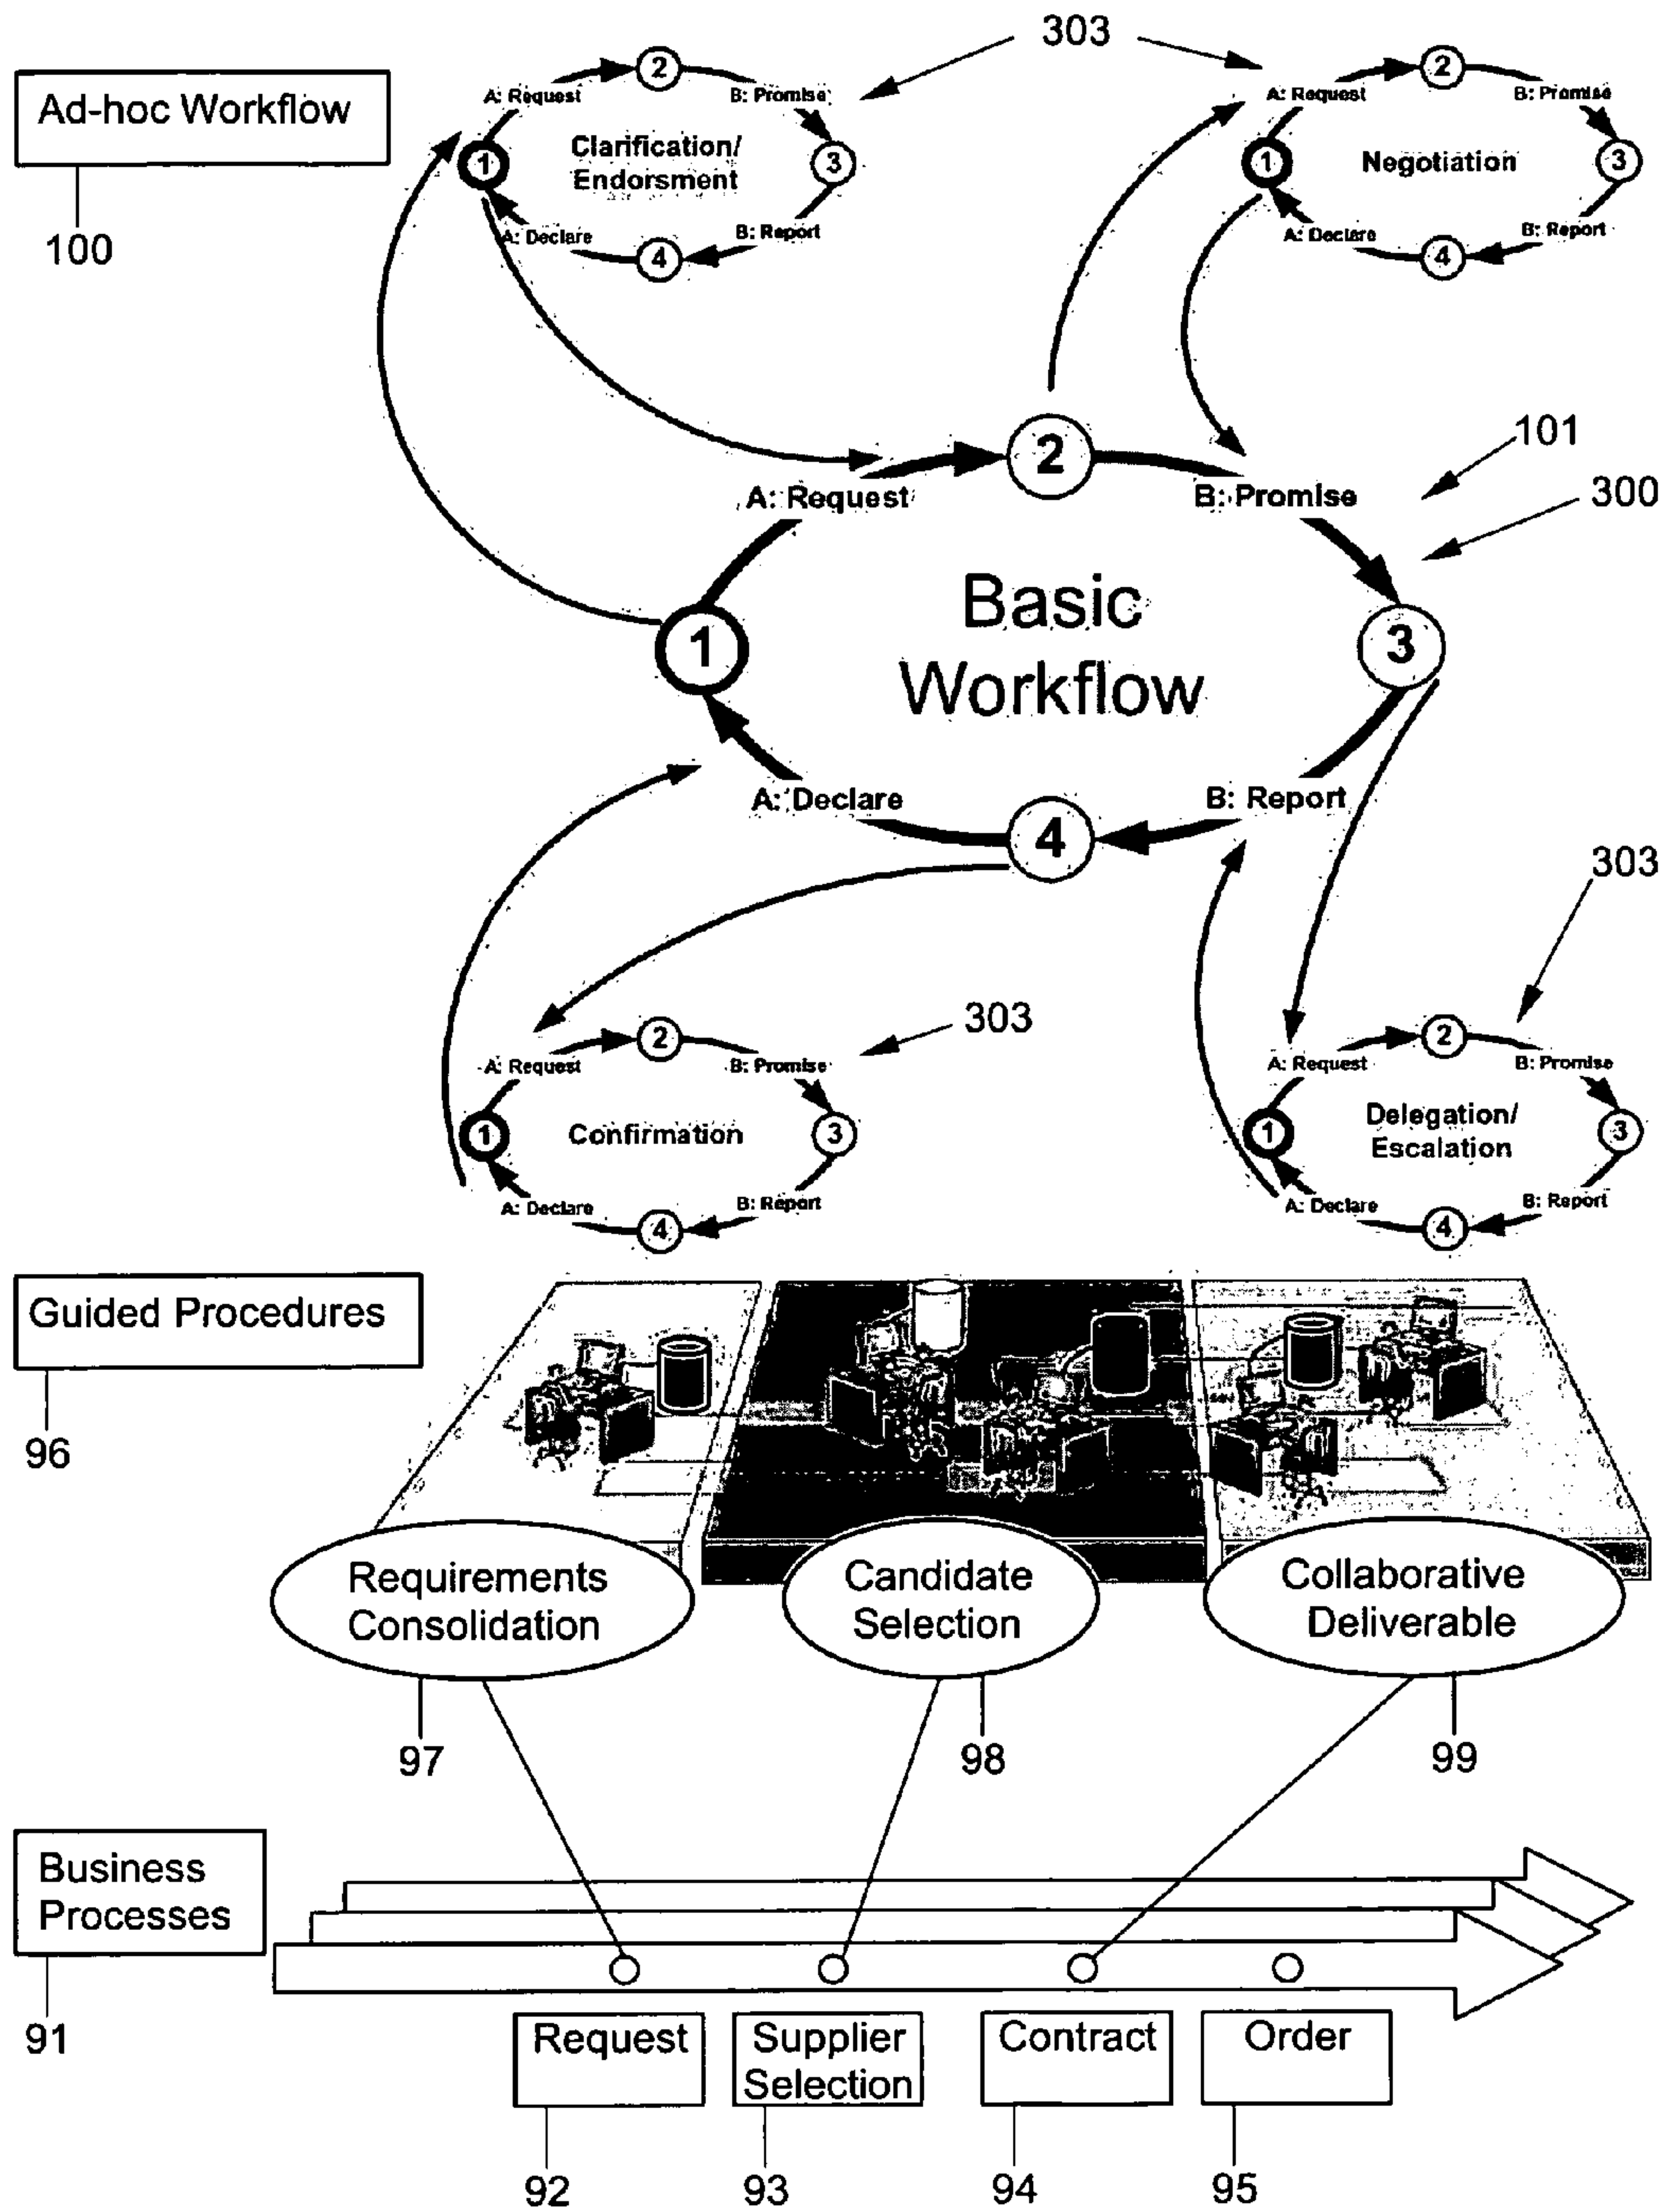 303
Ad-hoc Workflow
100
2
A: Request
B: Promise
1
Clarification/
Endorsment
3
A: Declare
B: Report
4
2
A: Request
B: Promise
1
Negotiation
3
A: Declare
B: Report
4
101
300
2
A: Request
B: Promise
Basic
Workflow
1
3
A: Declare
B: Report
4
303
303
2
A: Request
B: Promise
1
Confirmation
3
A: Declare
B: Report
4
2
A: Request
B: Promise
1
Delegation/
Escalation
3
A: Declare
B: Report
4
Guided Procedures
96
Requirements
Consolidation
Candidate
Selection
Collaborative
Deliverable
97
98
99
Business
Processes
91
Request
Supplier
Selection
Contract
Order
92
93
94
95